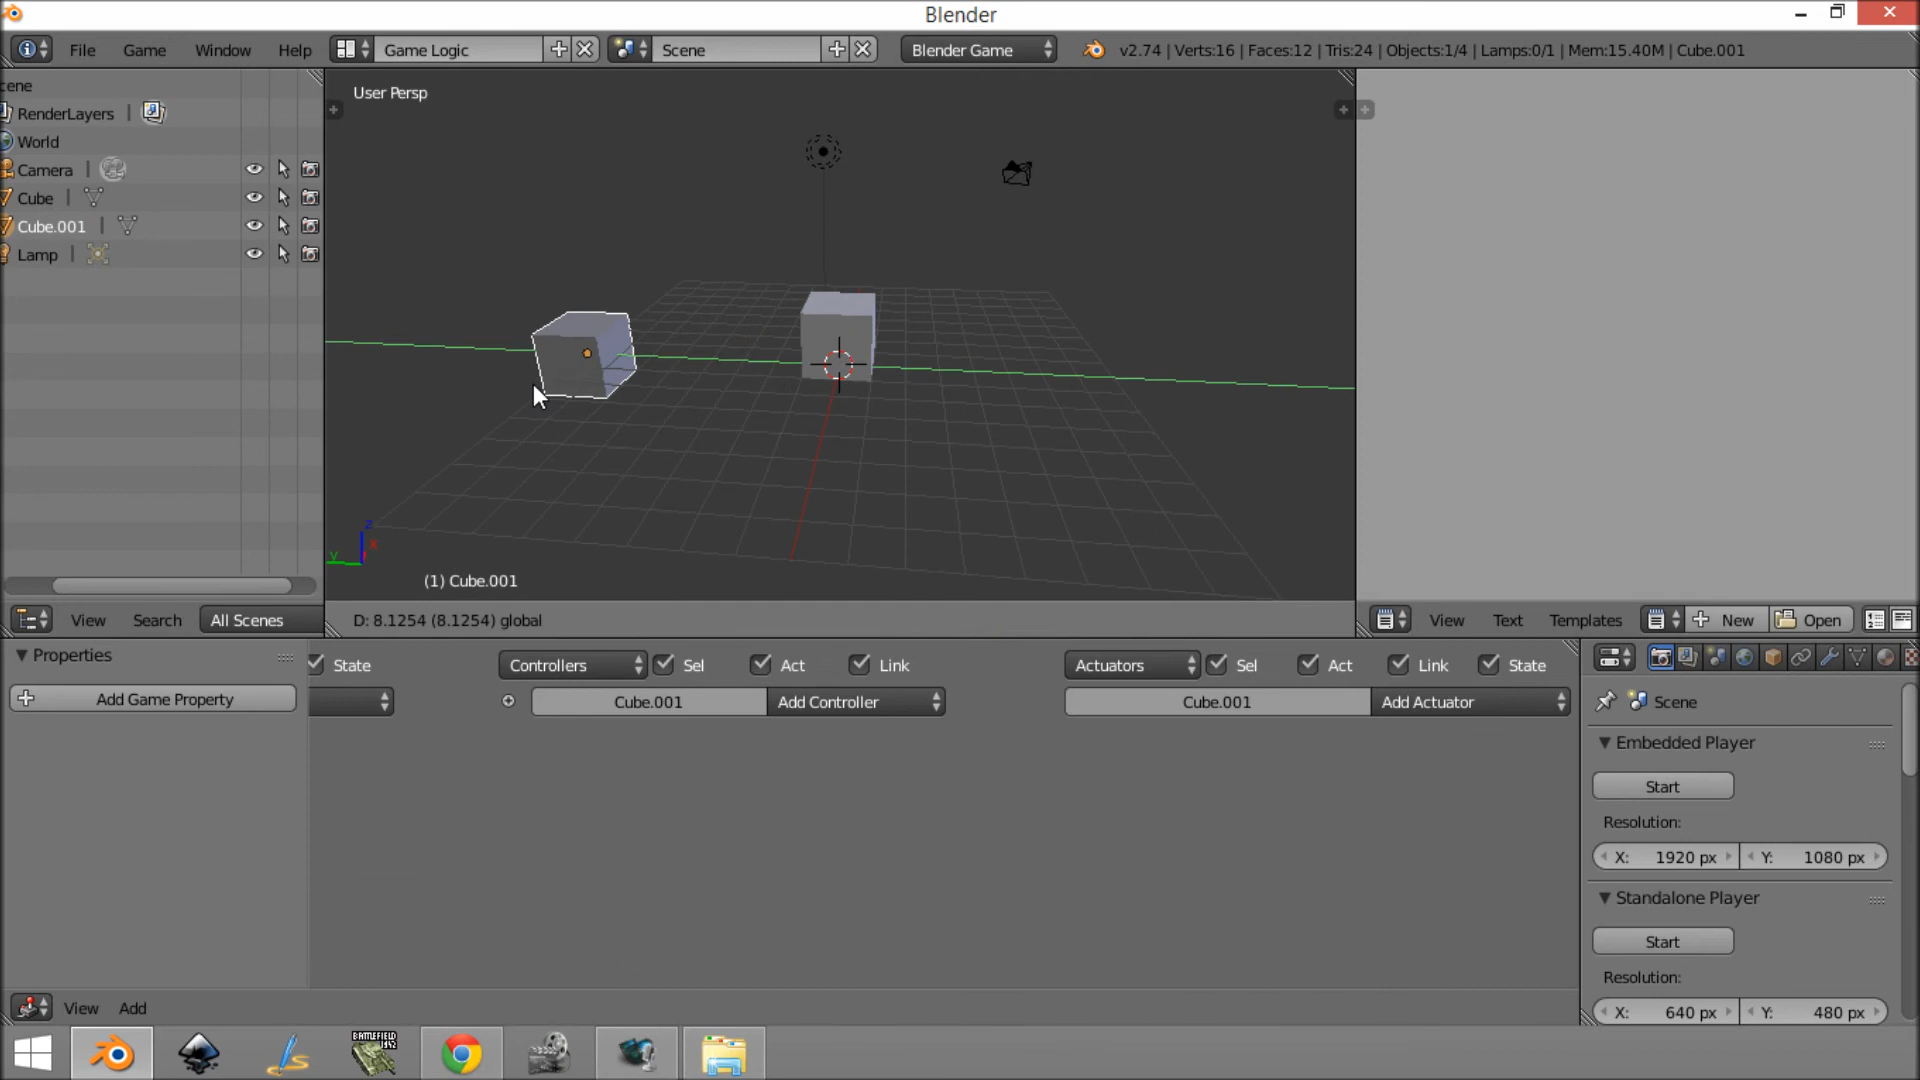 Blender
File Game Window Help Game Logic Scene Blender Game v2.74 | Verts:16 | Faces:12 | Tris:24 | Objects:1/4 | Lamps:0/1 | Mem:15.40M | Cube.001
cene
RenderLayers
World
Camera
Cube
Cube.001
Lamp
User Persp
z
x
y
(1) Cube.001
View Search All Scenes
D: 8.1254 (8.1254) global
View Text Templates New Open
Properties
Add Game Property
State
Controllers Sel Act Link
Cube.001 Add Controller
Actuators Sel Act Link State
Cube.001 Add Actuator
Scene
Embedded Player
Start
Resolution:
X: 1920 px Y: 1080 px
Standalone Player
Start
Resolution:
X: 640 px Y: 480 px
View Add
BATTLEFIELD
1942